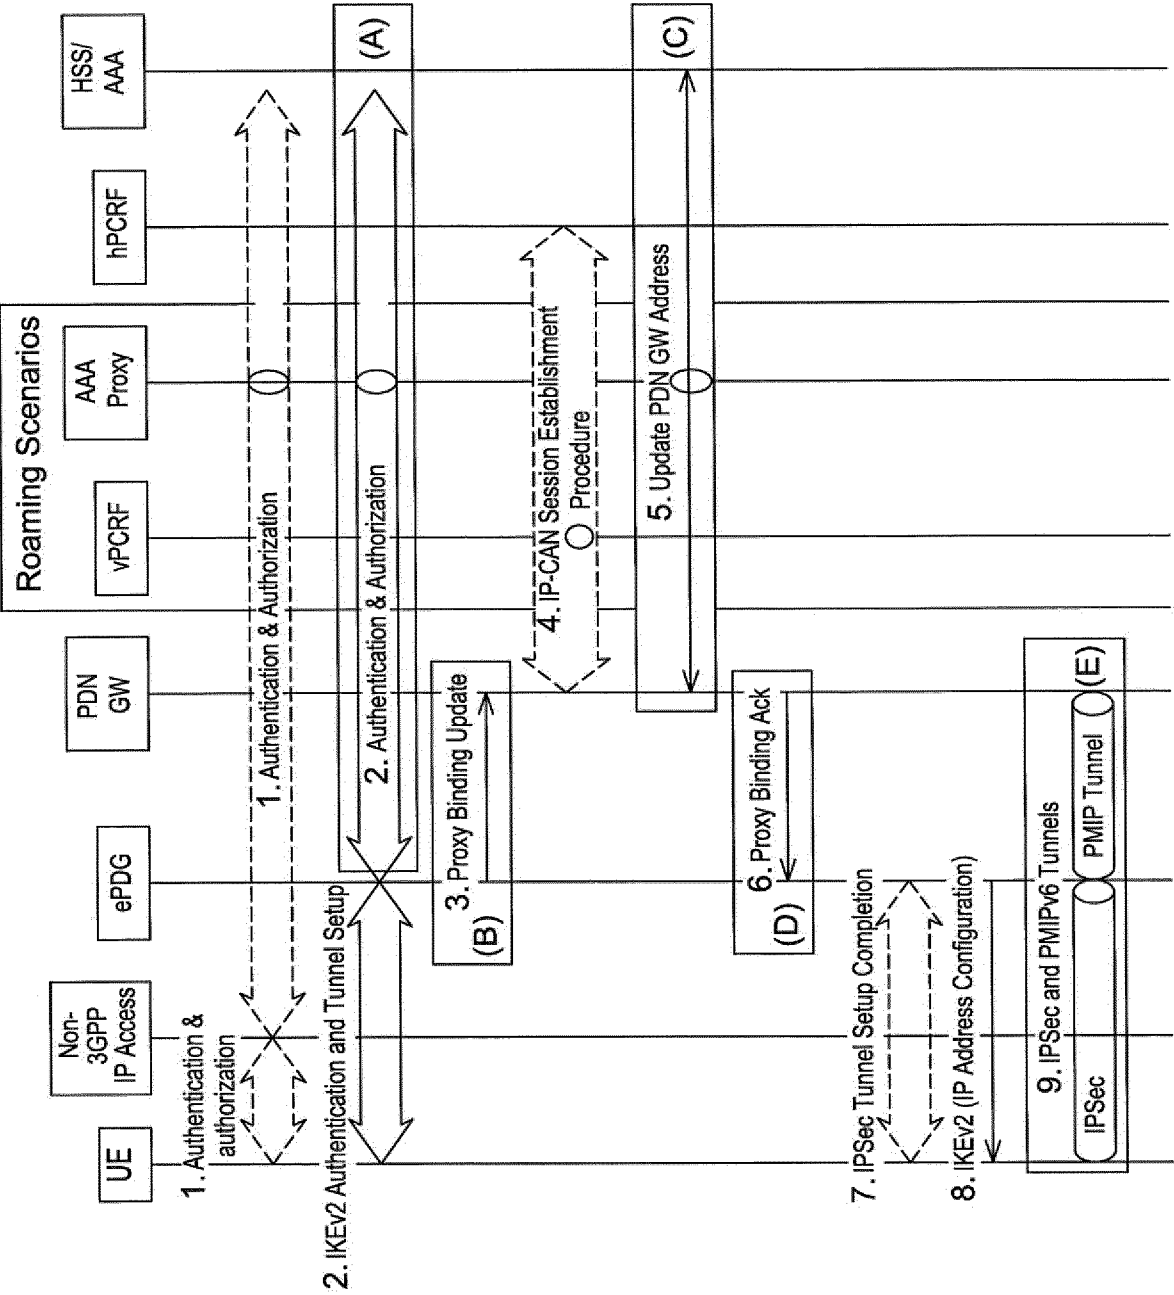 Roaming Scenarios
UE
Non-
3GPP
IP Access
ePDG
PDN
GW
vPCRF
AAA
Proxy
hPCRF
HSS/
AAA
1. Authentication &
authorization
1. Authentication & Authorization
2. IKEv2 Authentication and Tunnel Setup
2. Authentication & Authorization
(A)
3. Proxy Binding Update
(B)
4. IP-CAN Session Establishment
Procedure
5. Update PDN GW Address
(C)
6. Proxy Binding Ack
(D)
7. IPSec Tunnel Setup Completion
8. IKEv2 (IP Address Configuration)
9. IPSec and PMIPv6 Tunnels
IPSec
PMIP Tunnel
(E)